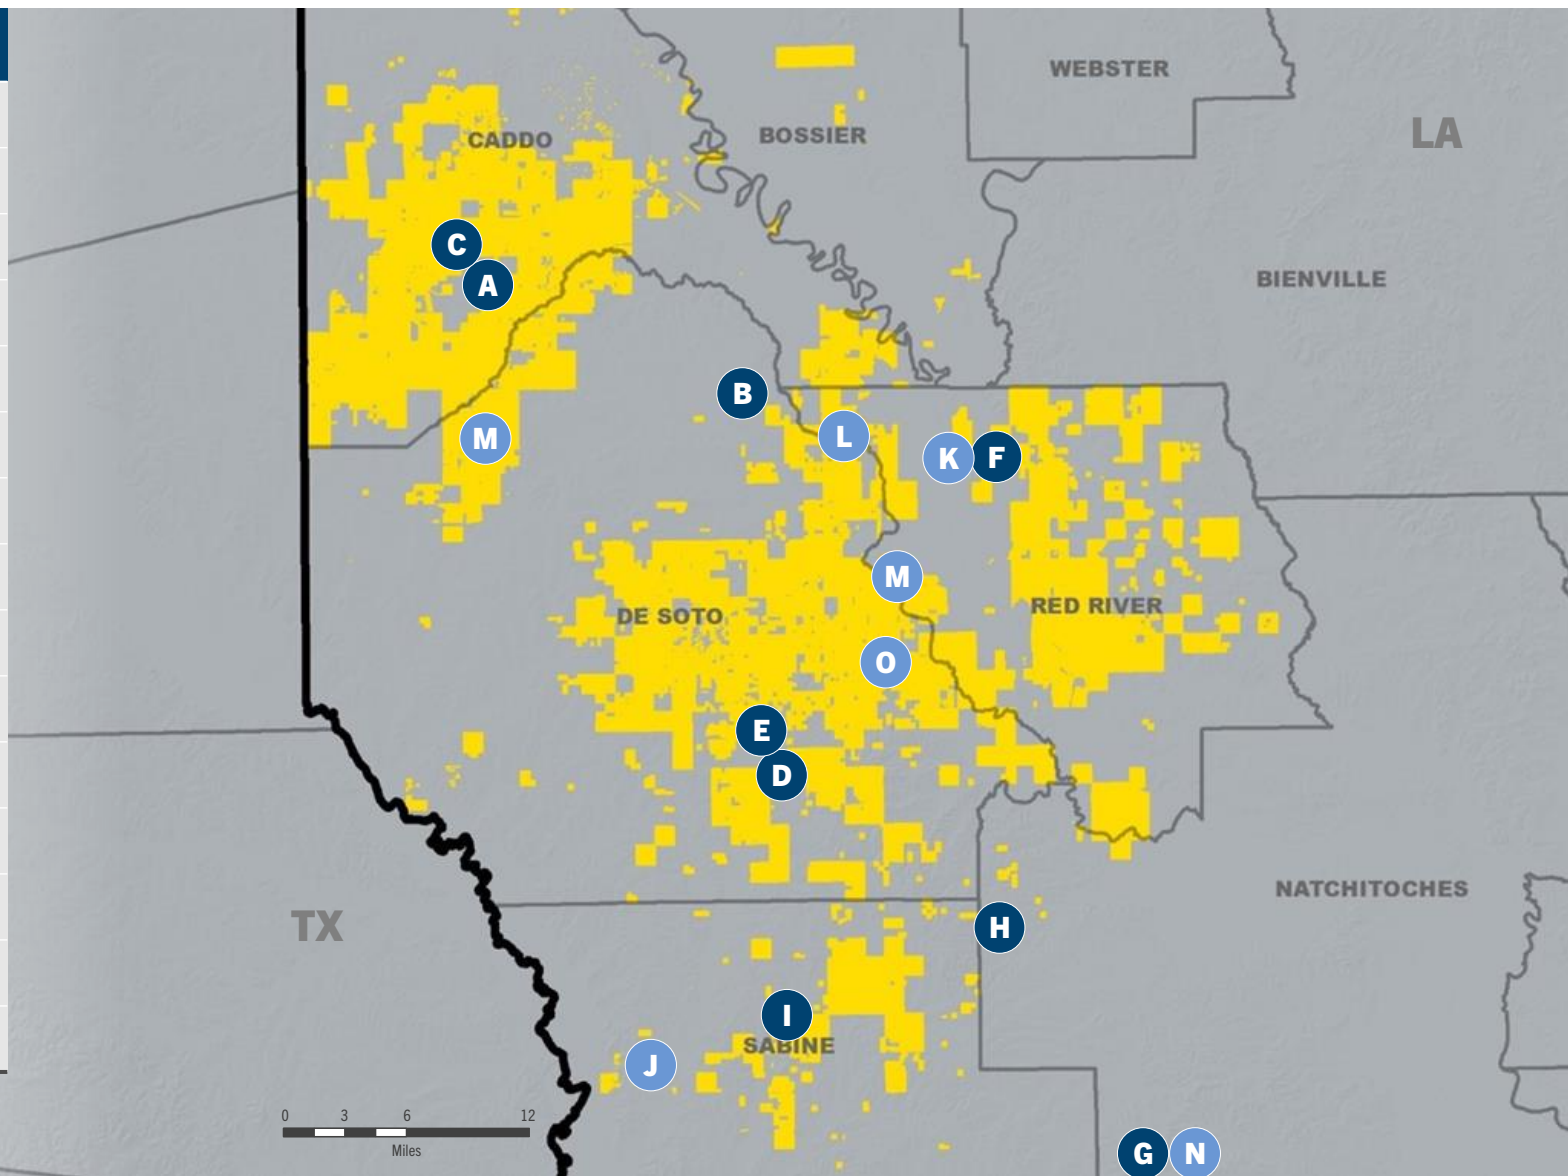 WEBSTER
LA
CADDO
BOSSIER
C
BIENVILLE
A
B
M
L
K
F
M
DE SOTO
RED RIVER
O
E
D
TX
NATCHITOCHES
H
I
SABINE
J
0 3 6 12
Miles
G
N